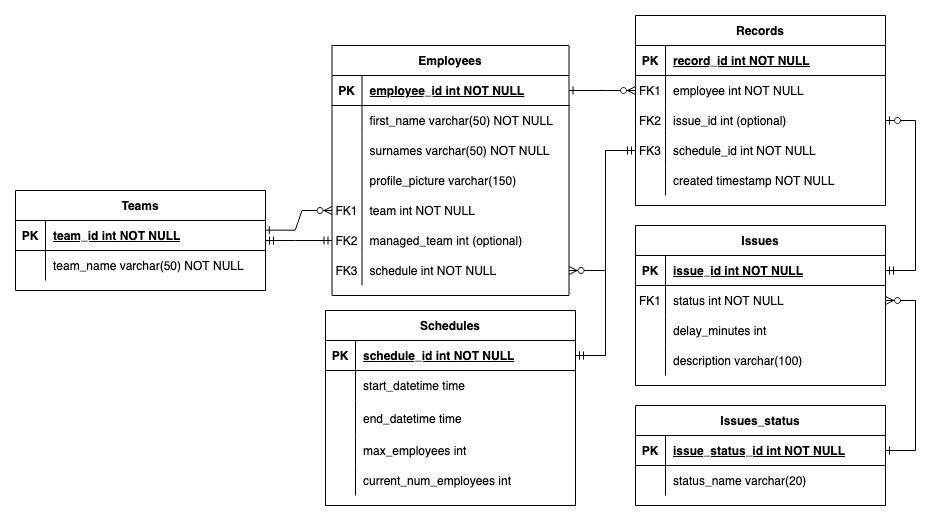 Teams
PK team_id int NOT NULL
team_name varchar(50) NOT NULL
Employees
PK employee_id int NOT NULL
first_name varchar(50) NOT NULL
surnames varchar(50) NOT NULL
profile_picture varchar(150)
FK1 team int NOT NULL
FK2 managed_team int (optional)
FK3 schedule int NOT NULL
Schedules
PK schedule_id int NOT NULL
start_datetime time
end_datetime time
max_employees int
current_num_employees int
Records
PK record_id int NOT NULL
FK1 employee int NOT NULL
FK2 issue_id int (optional)
FK3 schedule_id int NOT NULL
created timestamp NOT NULL
Issues
PK issue_id int NOT NULL
FK1 status int NOT NULL
delay_minutes int
description varchar(100)
Issues_status
PK issue_status_id int NOT NULL
status_name varchar(20)